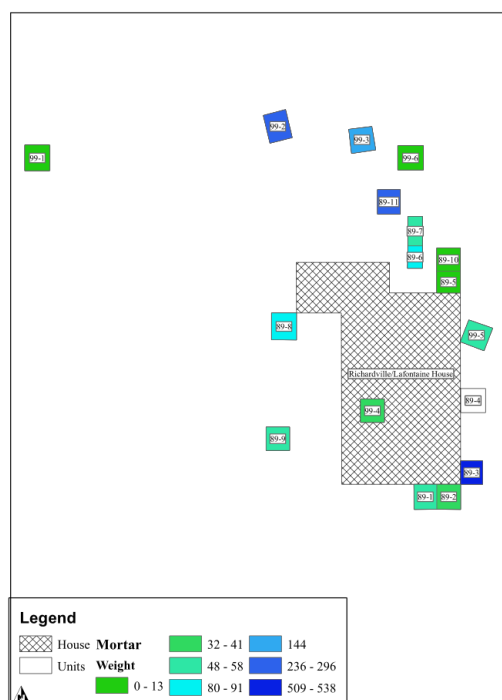 99-2
99-3
99-1
99-6
89-11
89-7
89-6
89-10
89-5
89-8
99-5
Richardville/Lafontaine House
89-4
99-4
89-9
89-3
89-1
89-2
Legend
House
Units
Mortar
Weight
0 - 13
32 - 41
48 - 58
80 - 91
144
236 - 296
509 - 538